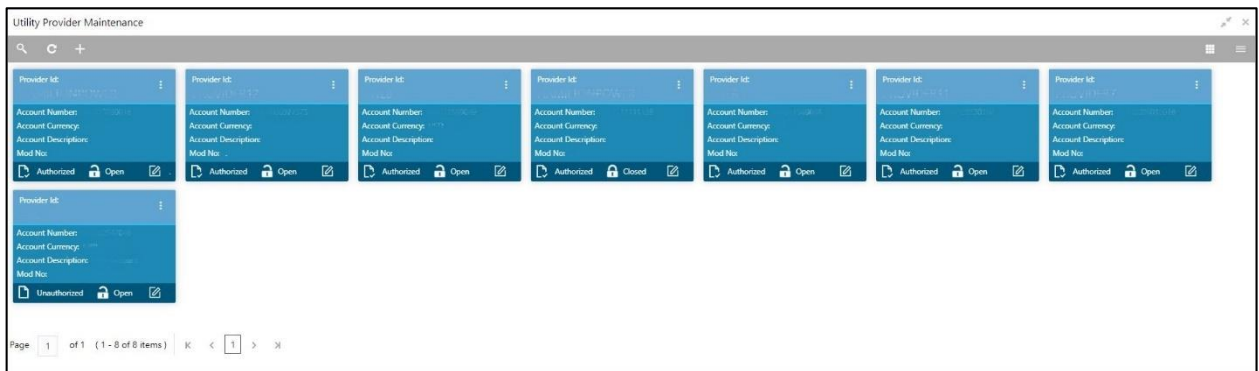 Utility Provider Maintenance
Provider Id: Provider Id: Provider Id: Provider Id: Provider Id: Provider Id: Provider Id:
Account Number: Account Number: Account Number: Account Number: Account Number: Account Number: Account Number:
Account Currency: Account Currency: Account Currency: Account Currency: Account Currency: Account Currency: Account Currency:
Account Description: Account Description: Account Description: Account Description: Account Description: Account Description: Account Description:
Mod No: Mod No: Mod No: Mod No: Mod No: Mod No: Mod No:
Authorized Open Authorized Open Authorized Open Authorized Closed Authorized Open Authorized Open Authorized Open
Provider Id:
Account Number:
Account Currency:
Account Description:
Mod No:
Unauthorized Open
Page 1 of 1 (1 - 8 of 8 items) 1